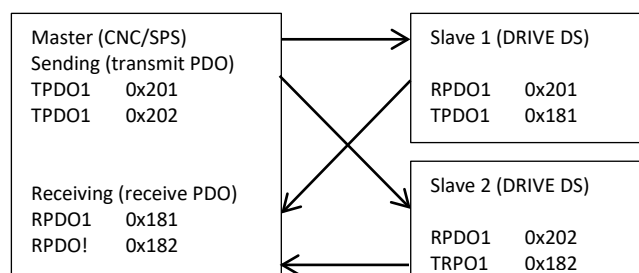 Master (CNC/SPS)
Sending (transmit PDO)
TPDO1 0x201
TPDO1 0x202
Receiving (receive PDO)
RPDO1 0x181
RPDO! 0x182
Slave 1 (DRIVE DS)
RPDO1 0x201
TPDO1 0x181
Slave 2 (DRIVE DS)
RPDO1 0x202
TRPO1 0x182